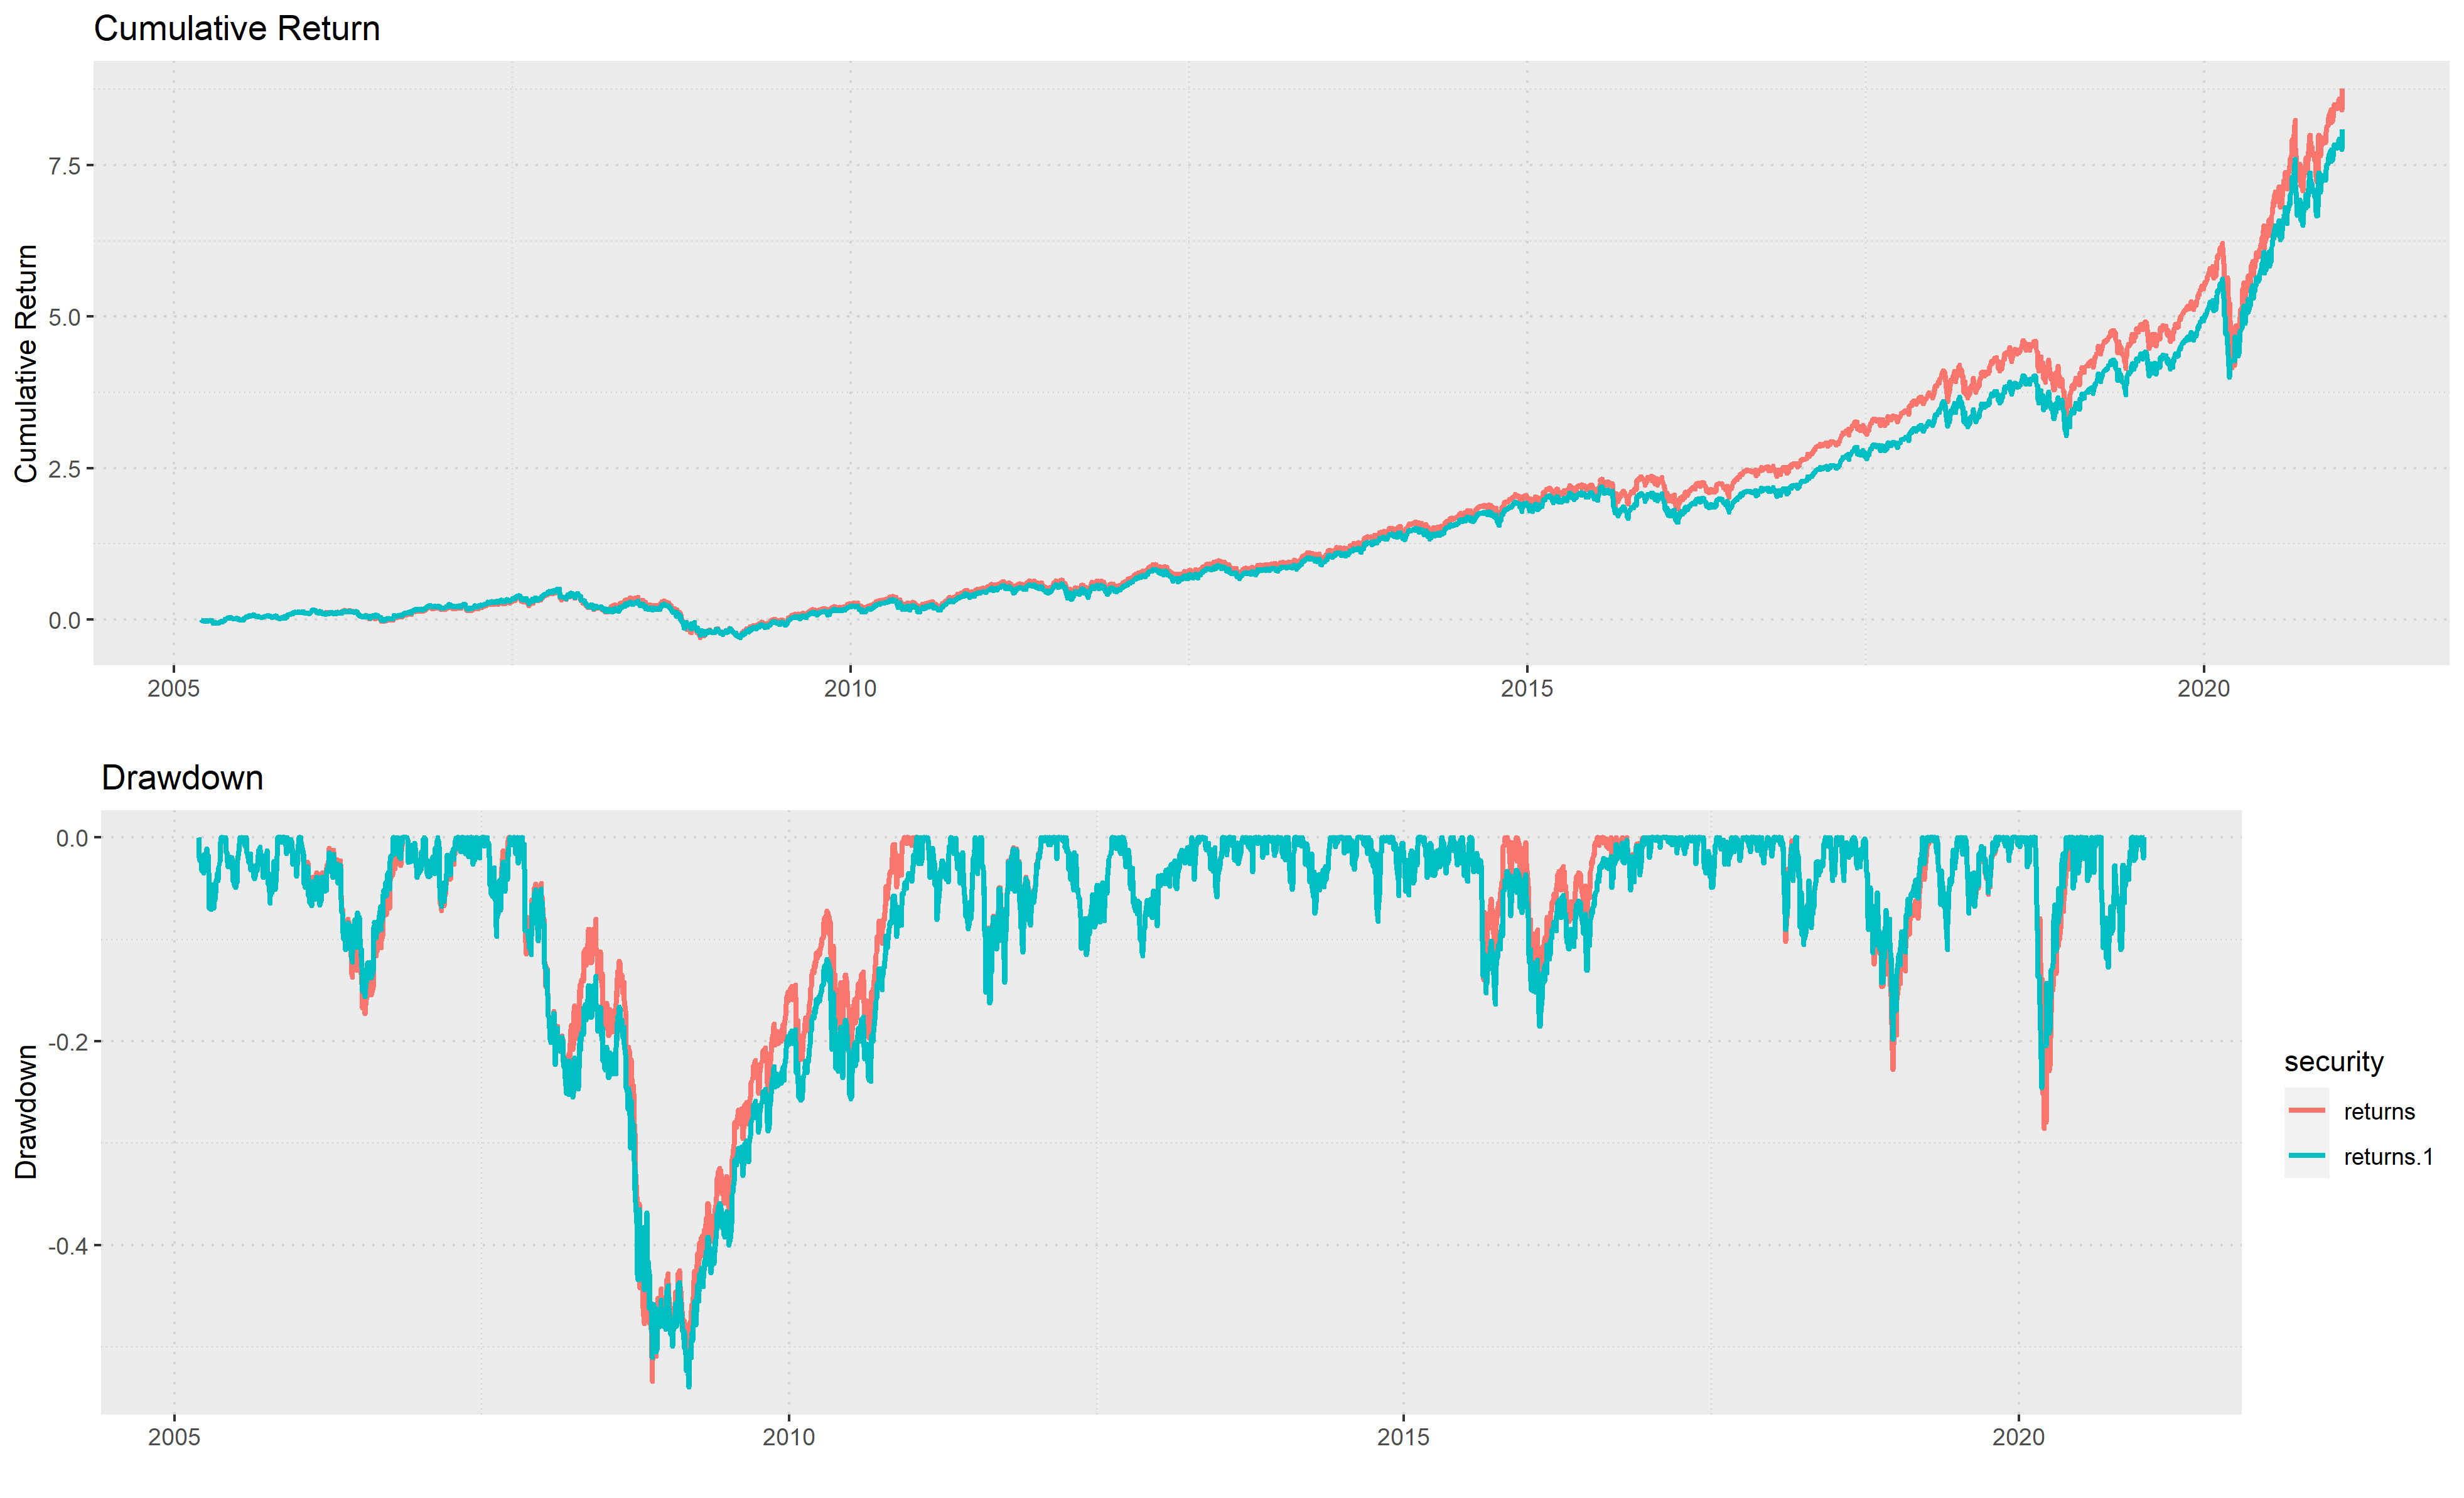 Cumulative Return
Cumulative Return
7.5
5.0
2.5
0.0
2005 2010 2015 2020
Drawdown
Drawdown
0.0
-0.2
-0.4
2005 2010 2015 2020
security
returns
returns.1